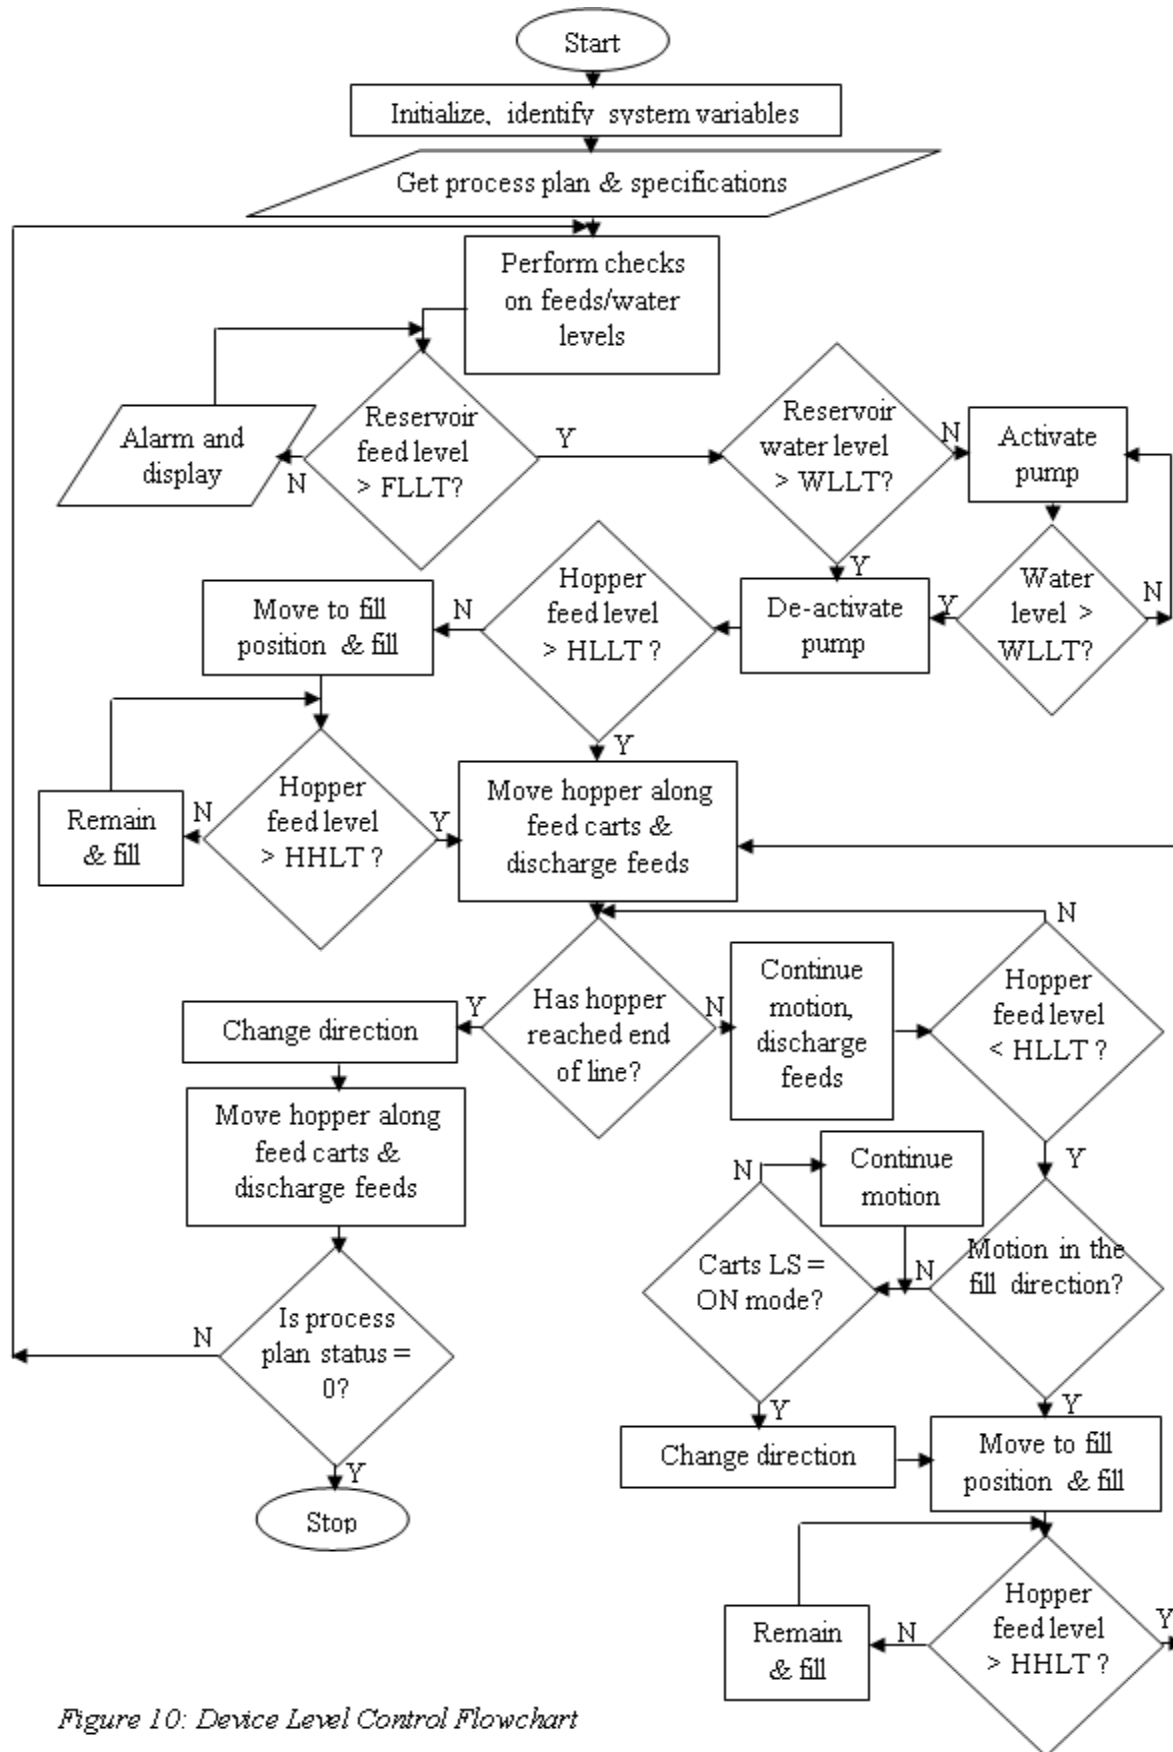 Start
Initialize, identify system variables
Get process plan & specifications
Perform checks
on feeds/water
levels
Reservoir
feed level
> FLLT?
N
Y
Alarm and
display
Reservoir
water level
> WLLT?
N
Y
Activate
pump
Water
level >
WLLT?
N
Y
De-activate
pump
Hopper
feed level
> HLLT ?
N
Y
Move to fill
position & fill
Hopper
feed level
> HHLT ?
N
Y
Remain
& fill
Move hopper along
feed carts &
discharge feeds
Has hopper
reached end
of line?
Y
N
Change direction
Move hopper along
feed carts &
discharge feeds
Is process
plan status =
0?
N
Y
Stop
Continue
motion,
discharge
feeds
Hopper
feed level
< HLLT ?
N
Y
Motion in the
fill direction?
N
Y
Continue
motion
Carts LS =
ON mode?
N
Y
Change direction
Move to fill
position & fill
Hopper
feed level
> HHLT ?
N
Y
Remain
& fill
Figure 10: Device Level Control Flowchart